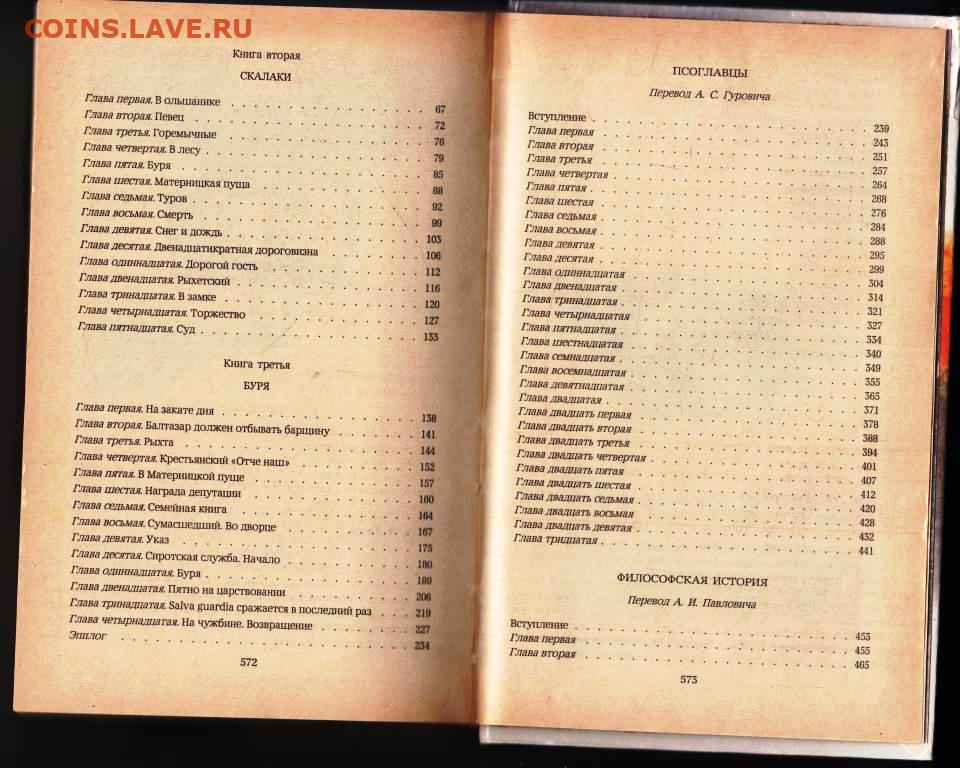 COINS.LAVE.RU
Книга вторая
СКАЛАКИ
Глава первая. В ольшанике 67
Глава вторая. Певец 72
Глава третья. Горемычные 76
Глава четвертая. В лесу 79
Глава пятая. Буря 85
Глава шестая. Матерницкая пуща 88
Глава седьмая. Туров 92
Глава восьмая. Смерть 99
Глава девятая. Снег и дождь 103
Глава десятая. Двенадцатикратная дороговизна 106
Глава одиннадцатая. Дорогой гость 112
Глава двенадцатая. Рыхетский 116
Глава тринадцатая. В замке 120
Глава четырнадцатая. Торжество 127
Глава пятнадцатая. Суд 133
Книга третья
БУРЯ
Глава первая. На закате дня 138
Глава вторая. Балтазар должен отбывать барщину 141
Глава третья. Рыхта 144
Глава четвертая. Крестьянский «Отче наш» 152
Глава пятая. В Матерницкой пуще 157
Глава шестая. Награда депутации 160
Глава седьмая. Семейная книга 164
Глава восьмая. Сумасшедший. Во дворце 167
Глава девятая. Указ 175
Глава десятая. Сиротская служба. Начало 180
Глава одиннадцатая. Буря 189
Глава двенадцатая. Пятно на царствовании 206
Глава тринадцатая. Salva guardia сражается в последний раз 219
Глава четырнадцатая. На чужбине. Возвращение 227
Эпилог 234
572
ПСОГЛАВЦЫ
Перевод А. С. Гуровича
Вступление 239
Глава первая 243
Глава вторая 251
Глава третья 257
Глава четвертая 264
Глава пятая 268
Глава шестая 276
Глава седьмая 284
Глава восьмая 288
Глава девятая 295
Глава десятая 299
Глава одиннадцатая 304
Глава двенадцатая 314
Глава тринадцатая 321
Глава четырнадцатая 327
Глава пятнадцатая 334
Глава шестнадцатая 340
Глава семнадцатая 349
Глава восемнадцатая 355
Глава девятнадцатая 365
Глава двадцатая 371
Глава двадцать первая 378
Глава двадцать вторая 388
Глава двадцать третья 394
Глава двадцать четвертая 401
Глава двадцать пятая 407
Глава двадцать шестая 412
Глава двадцать седьмая 420
Глава двадцать восьмая 428
Глава двадцать девятая 432
Глава тридцатая 441
ФИЛОСОФСКАЯ ИСТОРИЯ
Перевод А. И. Павловича
Вступление 453
Глава первая 455
Глава вторая 465
573